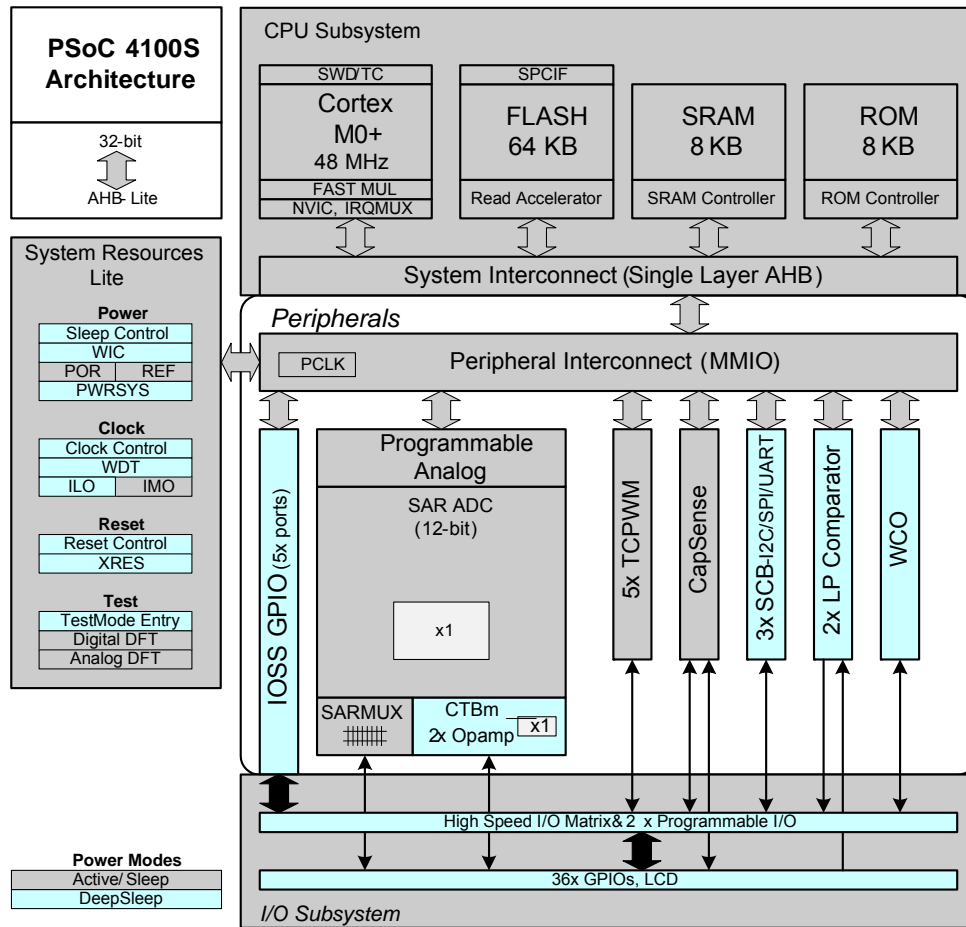 PSoC 4100S
Architecture
32-bit
AHB- Lite
CPU Subsystem
SWD/TC
Cortex
M0+
48 MHz
FAST MUL
NVIC, IRQMUX
SPCIF
FLASH
64 KB
Read Accelerator
SRAM
8 KB
SRAM Controller
ROM
8 KB
ROM Controller
System Interconnect (Single Layer AHB)
System Resources
Lite
Power
Sleep Control
WIC
POR REF
PWRSYS
Clock
Clock Control
WDT
ILO IMO
Reset
Reset Control
XRES
Test
TestMode Entry
Digital DFT
Analog DFT
Peripherals
PCLK
Peripheral Interconnect (MMIO)
IOSS GPIO (5x ports)
Programmable
Analog
SAR ADC
(12-bit)
x1
SARMUX
CTBm
2x Opamp
x1
5x TCPWM
CapSense
3x SCB-I2C/SPI/UART
2x LP Comparator
WCO
High Speed I/O Matrix& 2 x Programmable I/O
36x GPIOs, LCD
I/O Subsystem
Power Modes
Active/ Sleep
DeepSleep